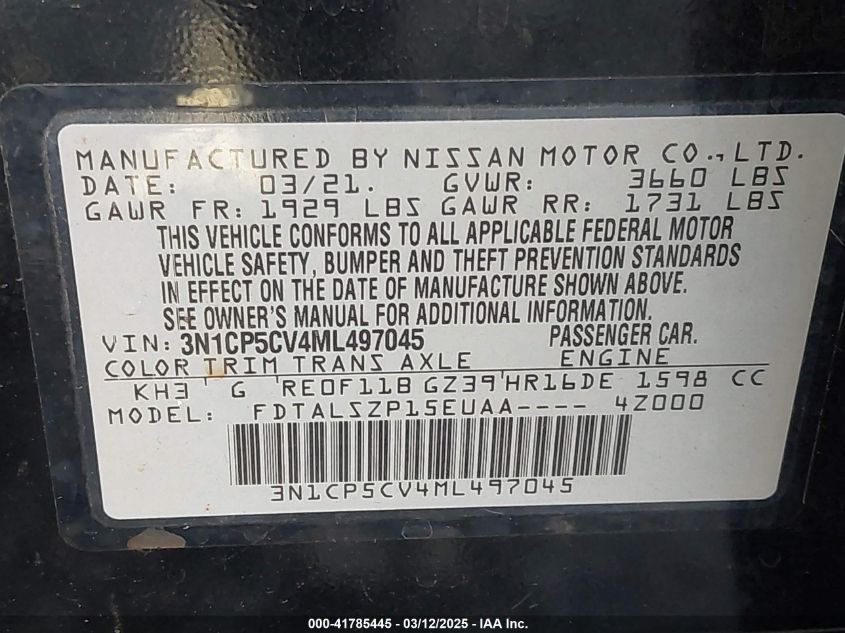 MANUFACTURED BY NISSAN MOTOR CO., LTD.
DATE: 03/21. GVWR: 3660 LBS
GAWR FR: 1929 LBS GAWR RR: 1731 LBS
THIS VEHICLE CONFORMS TO ALL APPLICABLE FEDERAL MOTOR
VEHICLE SAFETY, BUMPER AND THEFT PREVENTION STANDARDS
IN EFFECT ON THE DATE OF MANUFACTURE SHOWN ABOVE.
SEE OWNER'S MANUAL FOR ADDITIONAL INFORMATION.
VIN: 3N1CP5CV4ML497045 PASSENGER CAR.
COLOR TRIM TRANS AXLE ENGINE
KH3 G RE0F11B GZ39 HR16DE 1598 CC
MODEL: FDTALSZP15EUAA---- 4Z000
3N1CP5CV4ML497045
000-41785445 - 03/12/2025 - IAA Inc.